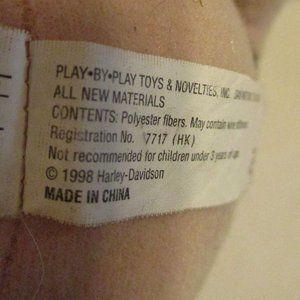 PLAY•BY•PLAY TOYS & NOVELTIES, INC.
ALL NEW MATERIALS
CONTENTS: Polyester fibers. May contain wire
Registration No. 7717 (HK)
Not recommended for children under 3 years of
© 1998 Harley-Davidson
MADE IN CHINA